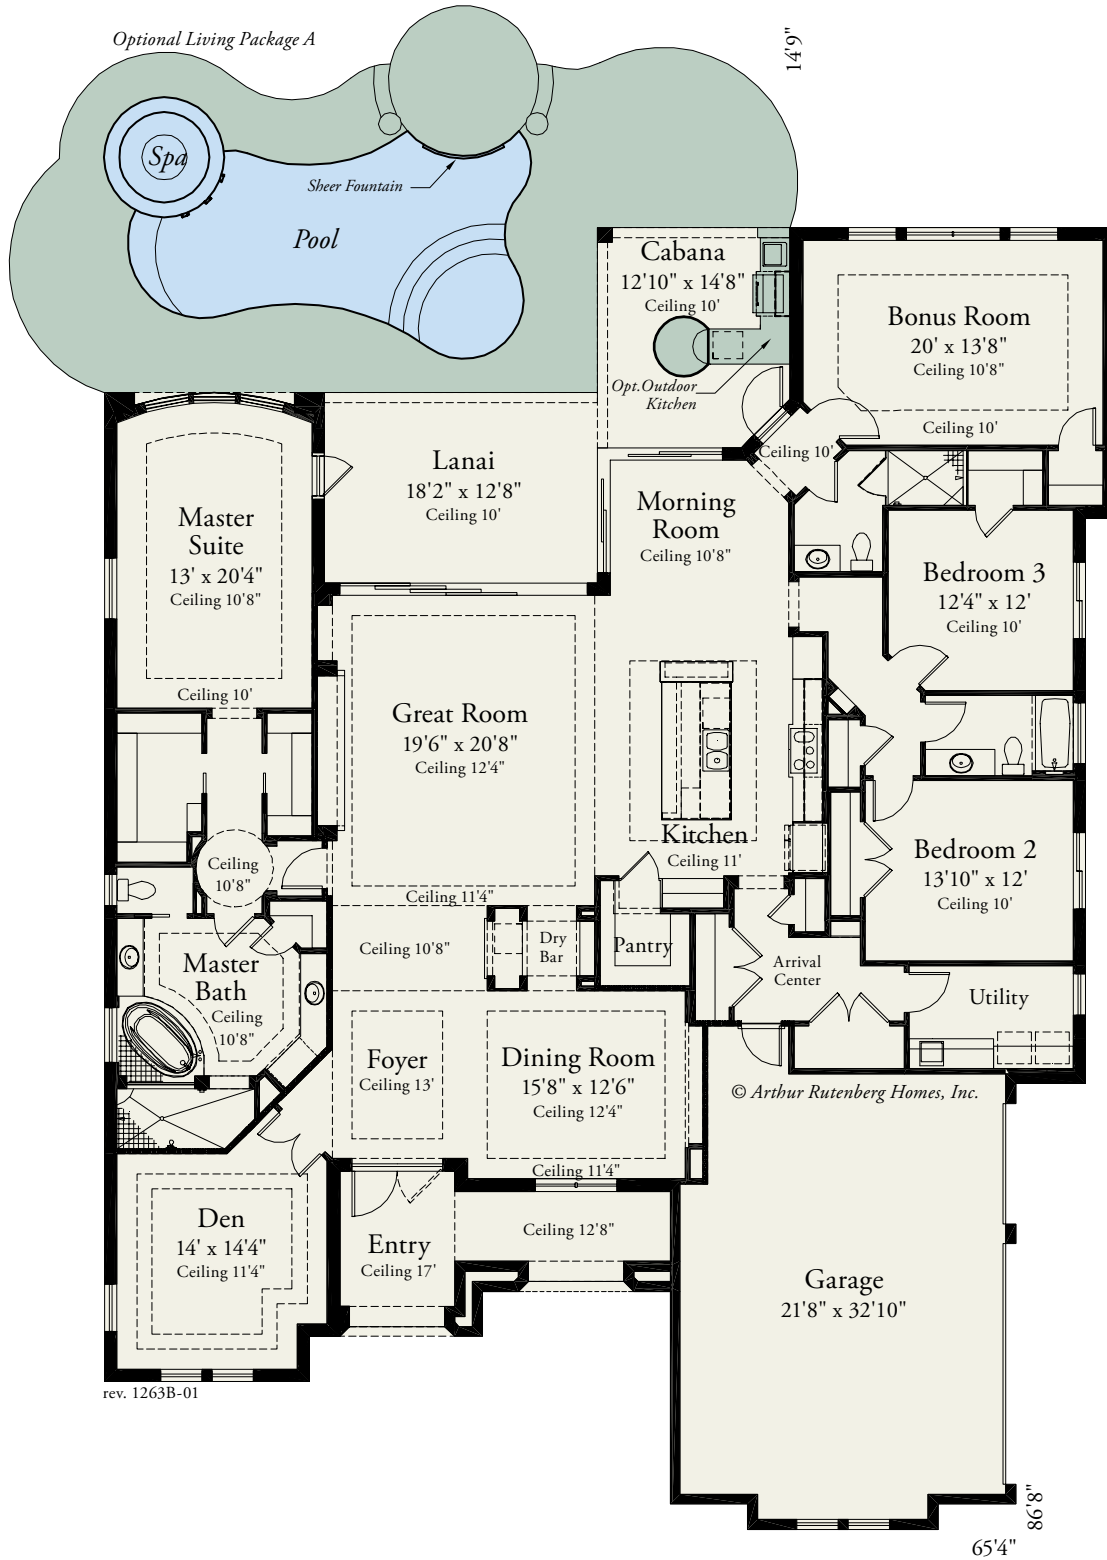 Optional Living Package A
14'9"
Spa
Sheer Fountain
Pool
Cabana
12'10" x 14'8"
Ceiling 10'
Opt.Outdoor
Kitchen
Bonus Room
20' x 13'8"
Ceiling 10'8"
Ceiling 10'
Ceiling 10'
Lanai
18'2" x 12'8"
Ceiling 10'
Morning
Room
Ceiling 10'8"
Master
Suite
13' x 20'4"
Ceiling 10'8"
Ceiling 10'
Bedroom 3
12'4" x 12'
Ceiling 10'
Great Room
19'6" x 20'8"
Ceiling 12'4"
Ceiling 11'4"
Kitchen
Ceiling 11'
Bedroom 2
13'10" x 12'
Ceiling 10'
Ceiling
10'8"
Ceiling 10'8"
Dry
Bar
Pantry
Arrival
Center
Utility
Master
Bath
Ceiling
10'8"
Foyer
Ceiling 13'
Dining Room
15'8" x 12'6"
Ceiling 12'4"
Ceiling 11'4"
© Arthur Rutenberg Homes, Inc.
Den
14' x 14'4"
Ceiling 11'4"
Entry
Ceiling 17'
Ceiling 12'8"
Garage
21'8" x 32'10"
rev. 1263B-01
86'8"
65'4"